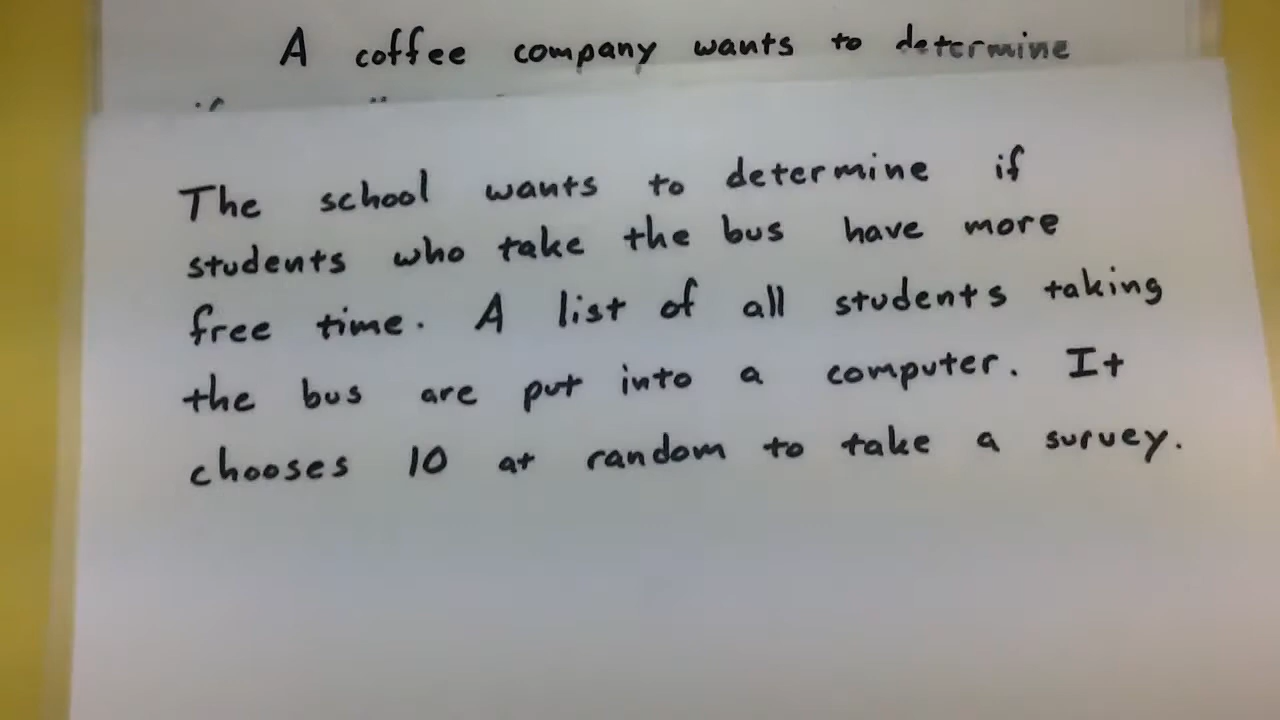 A coffee company wants to determine
The school wants to determine if
students who take the bus have more
free time. A list of all students taking
the bus are put into a computer. It
chooses 10 at random to take a survey.